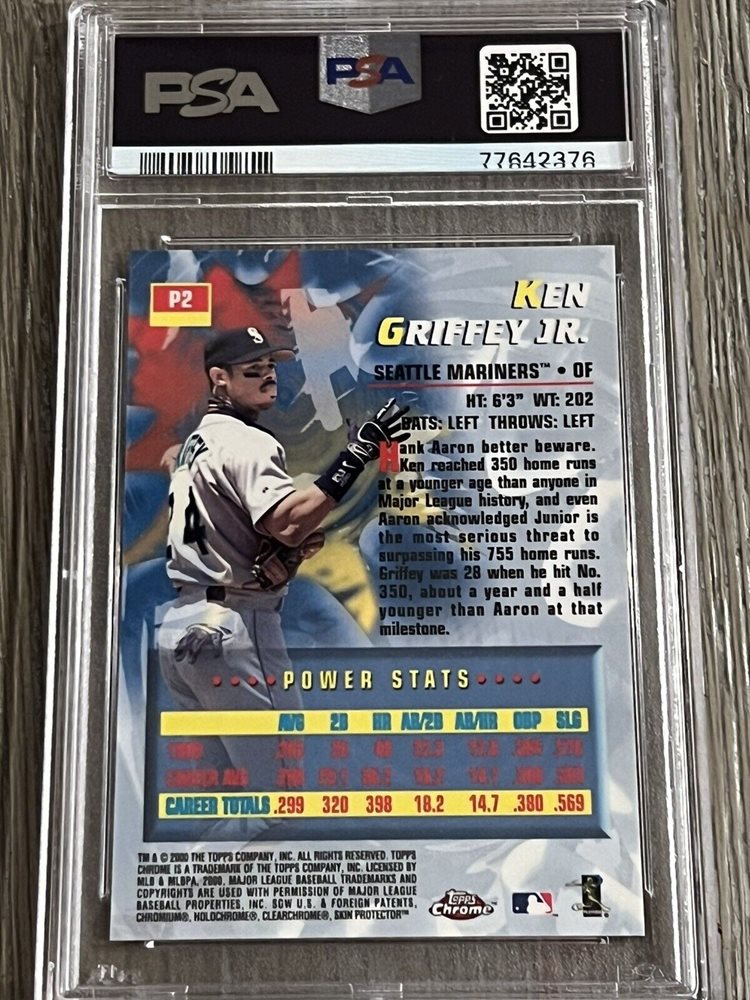 PSA
PSA
77642376
P2
KEN
GRIFFEY JR.
SEATTLE MARINERS™ • OF
HT: 6'3" WT: 202
BATS: LEFT THROWS: LEFT
Hank Aaron better beware.
Ken reached 350 home runs
at a younger age than anyone in
Major League history, and even
Aaron acknowledged Junior is
the most serious threat to
surpassing his 755 home runs.
Griffey was 28 when he hit No.
350, about a year and a half
younger than Aaron at that
milestone.
24
POWER STATS
AVG 2B HR AB/2B AB/HR OBP SLG
CAREER AVG
CAREER TOTALS .299 320 398 18.2 14.7 .380 .569
TM & © 2000 THE TOPPS COMPANY, INC. ALL RIGHTS RESERVED. TOPPS
CHROME IS A TRADEMARK OF THE TOPPS COMPANY, INC. LICENSED BY
MLB & MLBPA, 2000. MAJOR LEAGUE BASEBALL TRADEMARKS AND
COPYRIGHTS ARE USED WITH PERMISSION OF MAJOR LEAGUE
BASEBALL PROPERTIES, INC. SGW U.S. & FOREIGN PATENTS,
CHROMIUM®, HOLOCHROME®, CLEARCHROME®, SKIN PROTECTOR™
TOPPS
Chrome